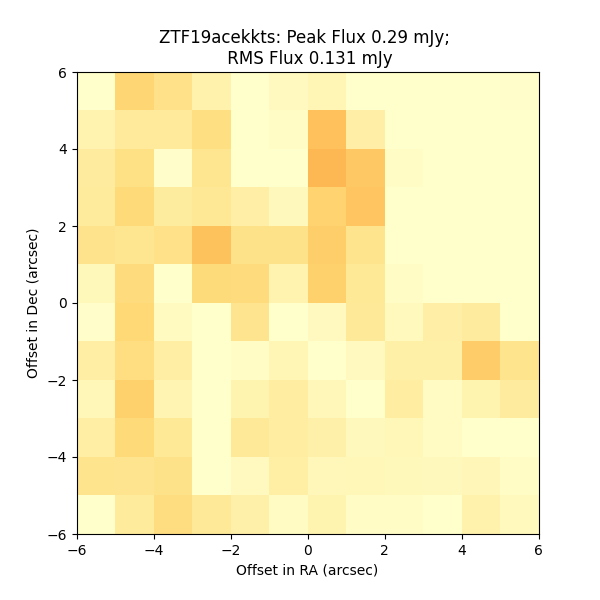 ZTF19acekkts: Peak Flux 0.29 mJy;
RMS Flux 0.131 mJy
6
4
2
0
−2
−4
−6
Offset in Dec (arcsec)
−6 −4 −2 0 2 4 6
Offset in RA (arcsec)